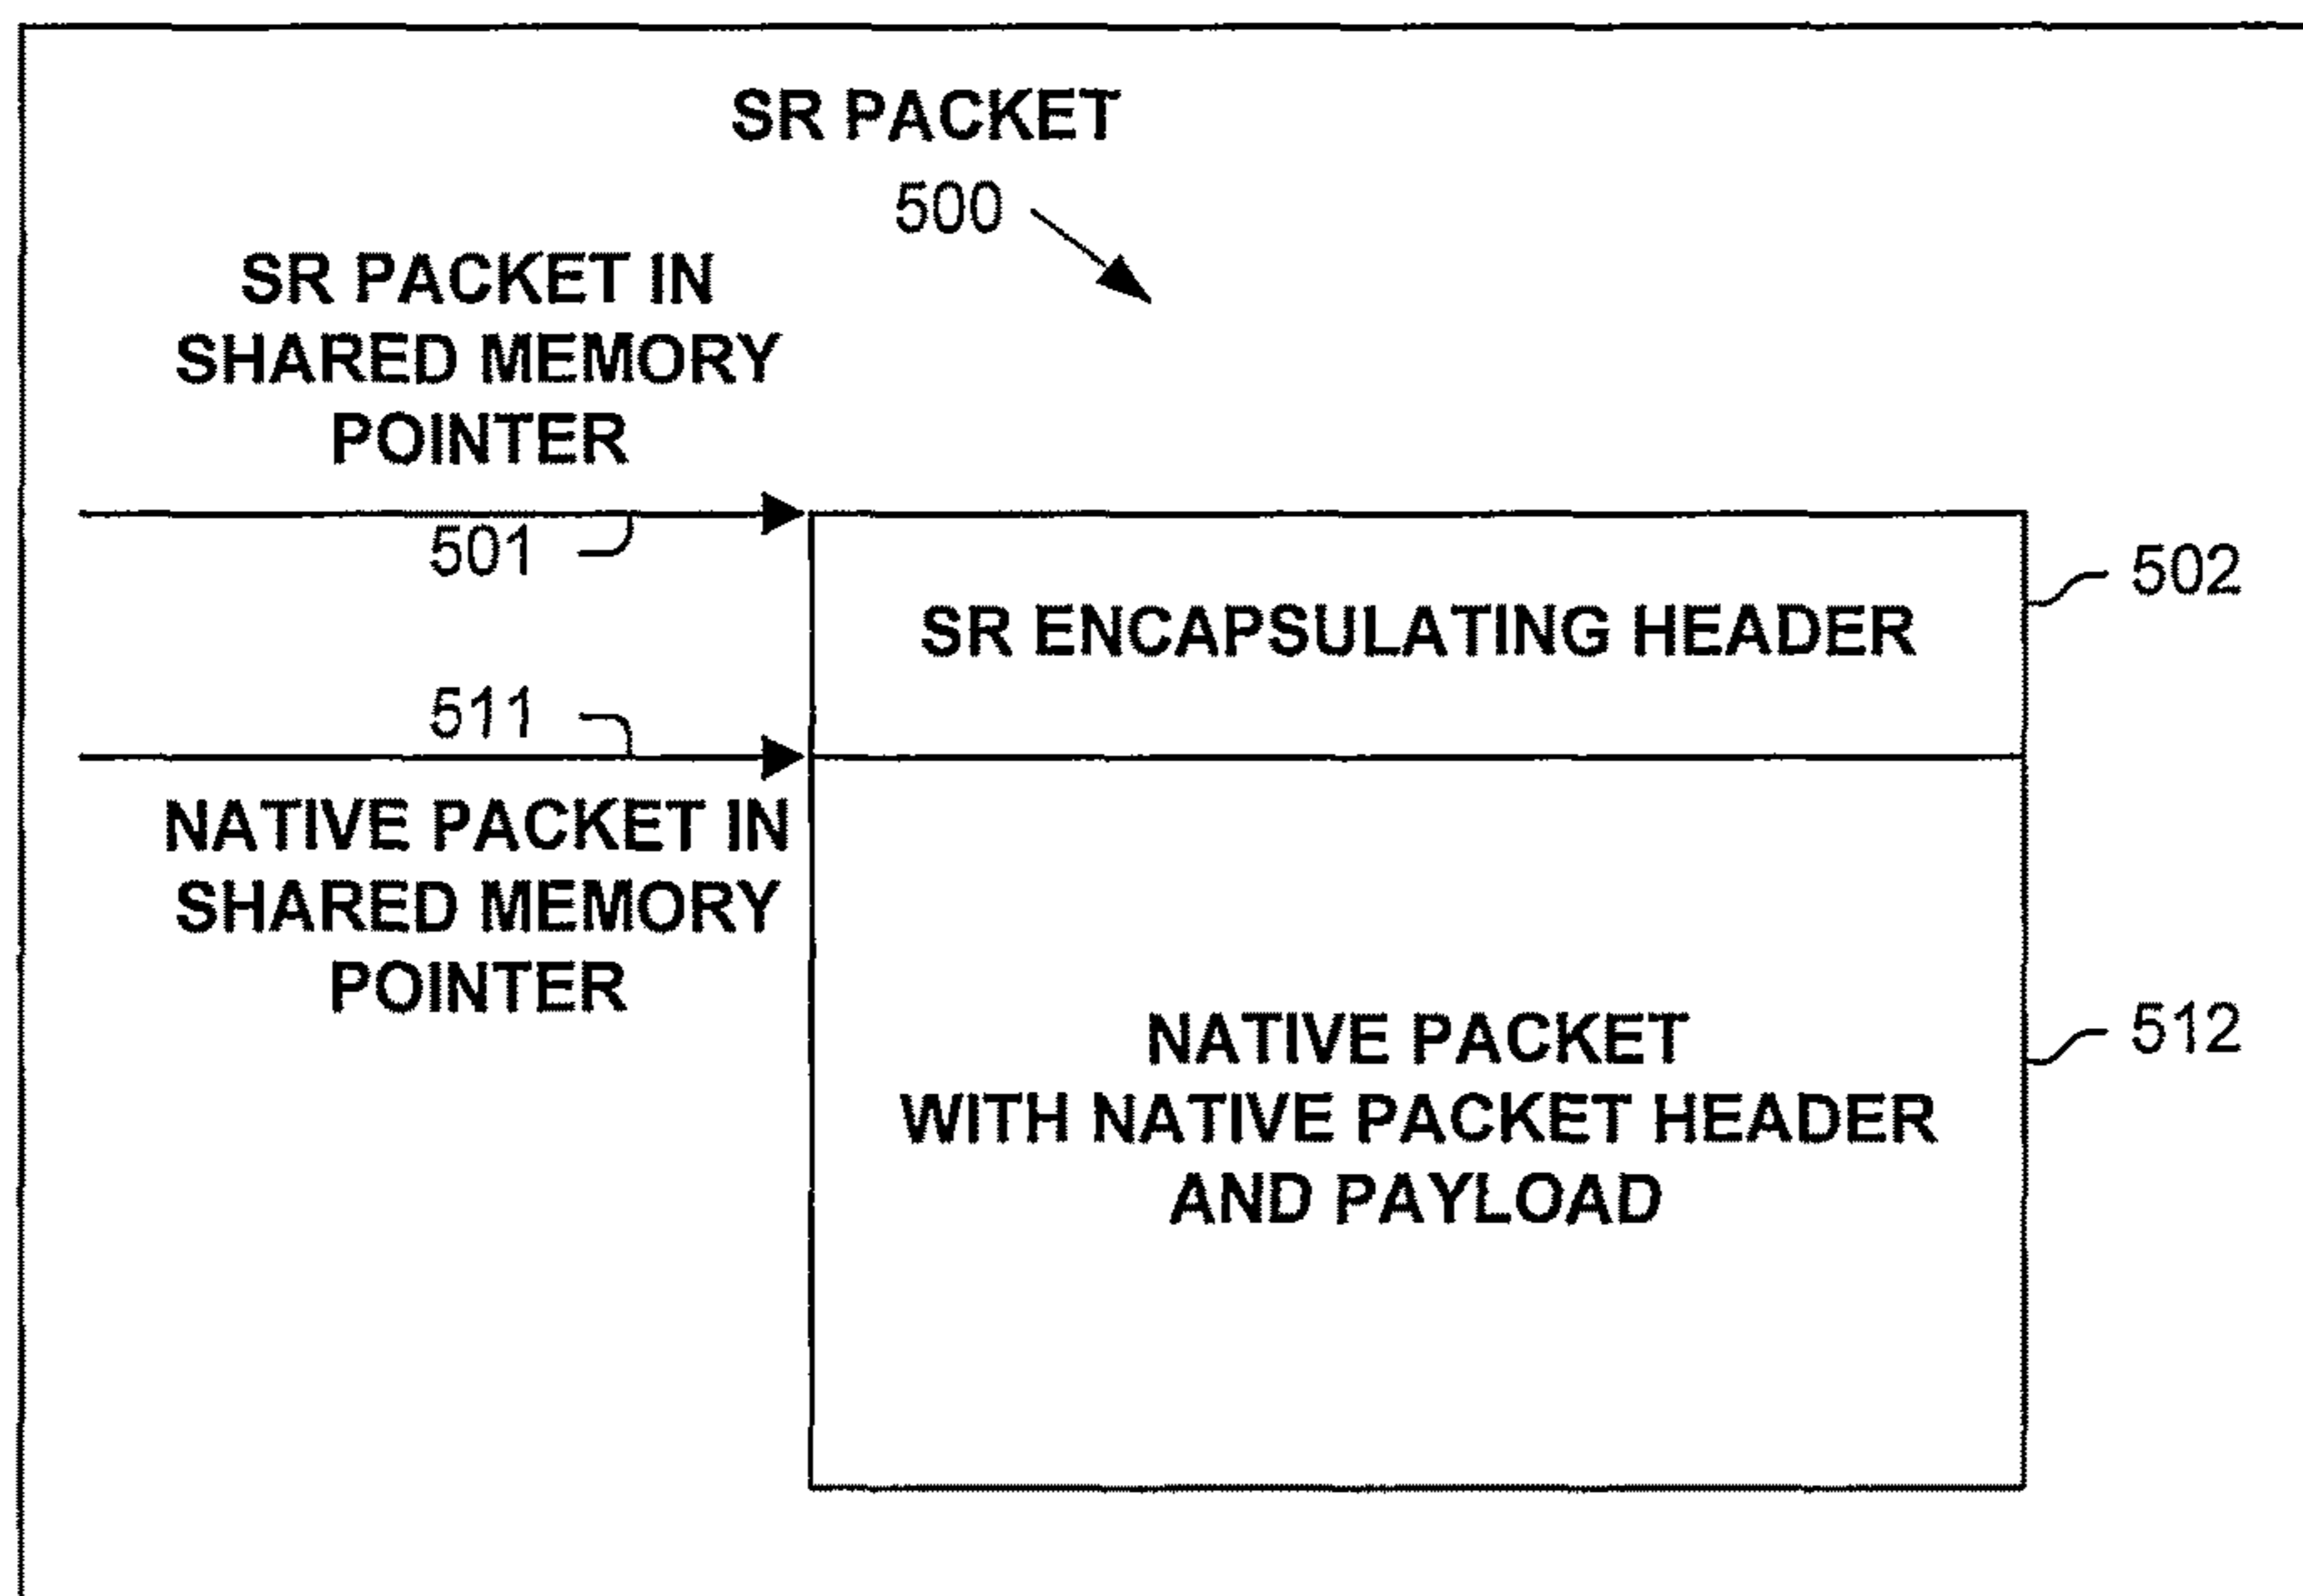 SR PACKET
500
SR PACKET IN
SHARED MEMORY
POINTER
501
502
SR ENCAPSULATING HEADER
511
NATIVE PACKET IN
SHARED MEMORY
POINTER
512
NATIVE PACKET
WITH NATIVE PACKET HEADER
AND PAYLOAD